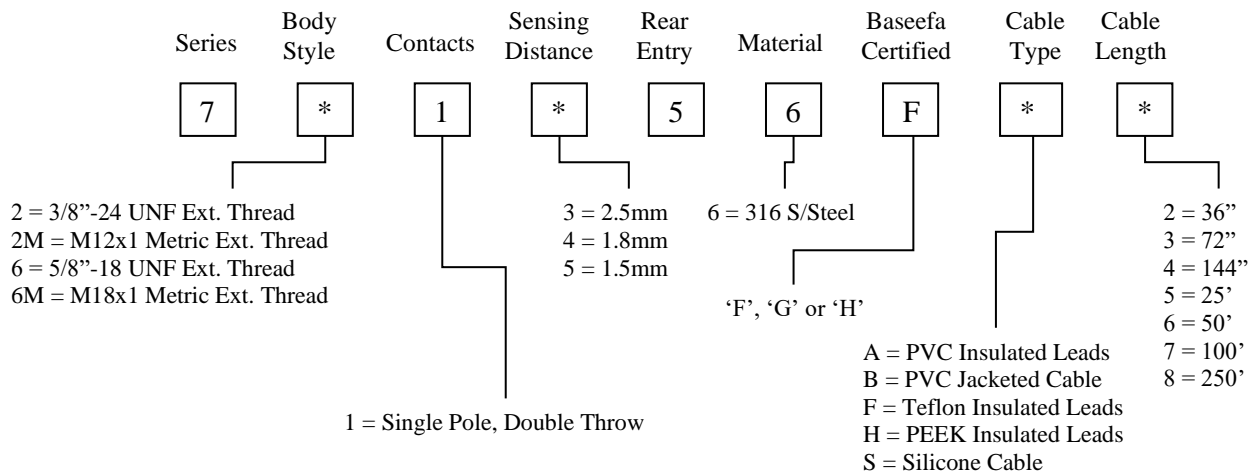 Series
Body
Style
Contacts
Sensing
Distance
Rear
Entry
Material
Baseefa
Certified
Cable
Type
Cable
Length
7 * 1 * 5 6 F * *
2 = 3/8”-24 UNF Ext. Thread
2M = M12x1 Metric Ext. Thread
6 = 5/8”-18 UNF Ext. Thread
6M = M18x1 Metric Ext. Thread
1 = Single Pole, Double Throw
3 = 2.5mm
4 = 1.8mm
5 = 1.5mm
6 = 316 S/Steel
‘F’, ‘G’ or ‘H’
A = PVC Insulated Leads
B = PVC Jacketed Cable
F = Teflon Insulated Leads
H = PEEK Insulated Leads
S = Silicone Cable
2 = 36”
3 = 72”
4 = 144”
5 = 25’
6 = 50’
7 = 100’
8 = 250’